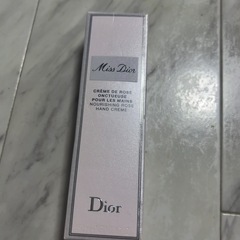 Miss Dior
CRÈME DE ROSE
ONCTUEUSE
POUR LES MAINS
NOURISHING ROSE
HAND CREME
Dior